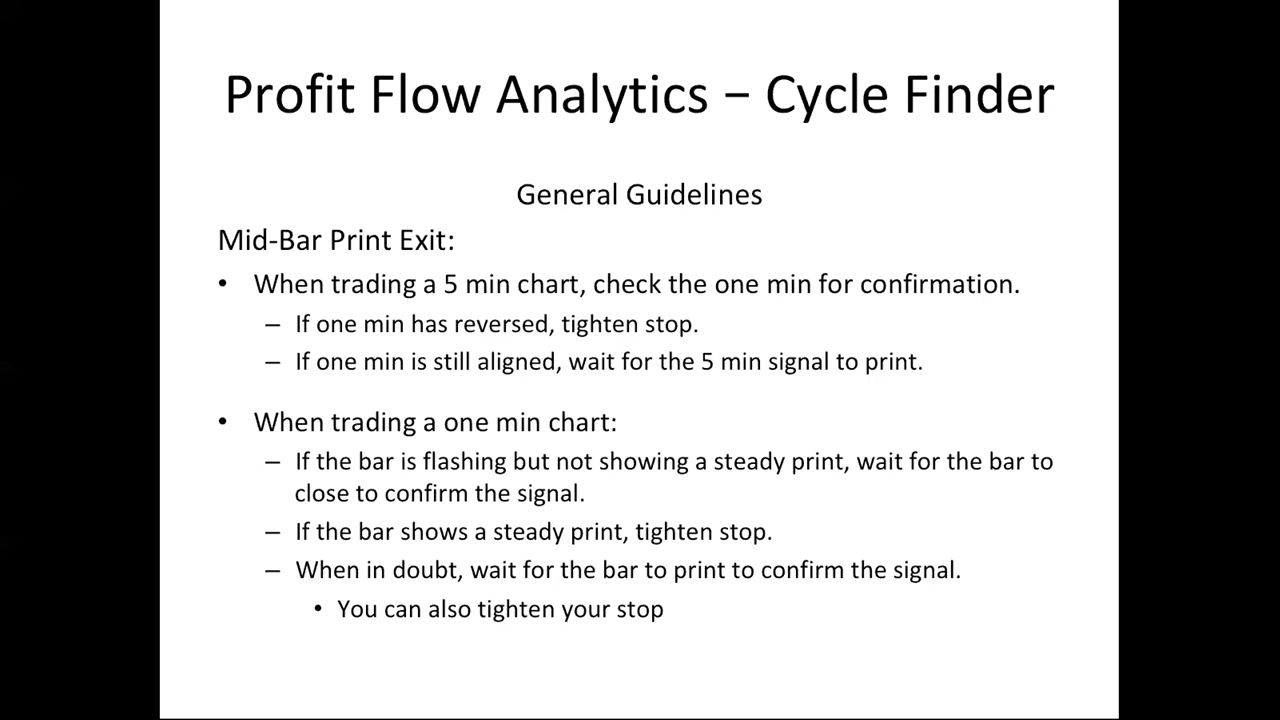 Profit Flow Analytics – Cycle Finder
General Guidelines
Mid-Bar Print Exit:
• When trading a 5 min chart, check the one min for confirmation.
– If one min has reversed, tighten stop.
– If one min is still aligned, wait for the 5 min signal to print.
• When trading a one min chart:
– If the bar is flashing but not showing a steady print, wait for the bar to
close to confirm the signal.
– If the bar shows a steady print, tighten stop.
– When in doubt, wait for the bar to print to confirm the signal.
• You can also tighten your stop